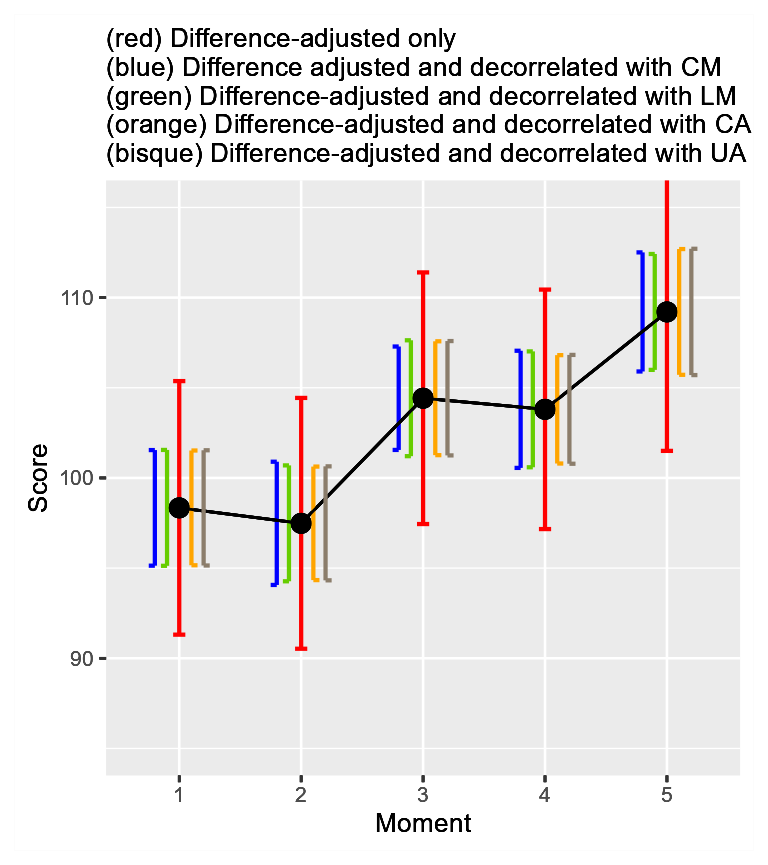 (red) Difference-adjusted only
(blue) Difference adjusted and decorrelated with CM
(green) Difference-adjusted and decorrelated with LM
(orange) Difference-adjusted and decorrelated with CA
(bisque) Difference-adjusted and decorrelated with UA
110
100
90
Score
1 2 3 4 5
Moment